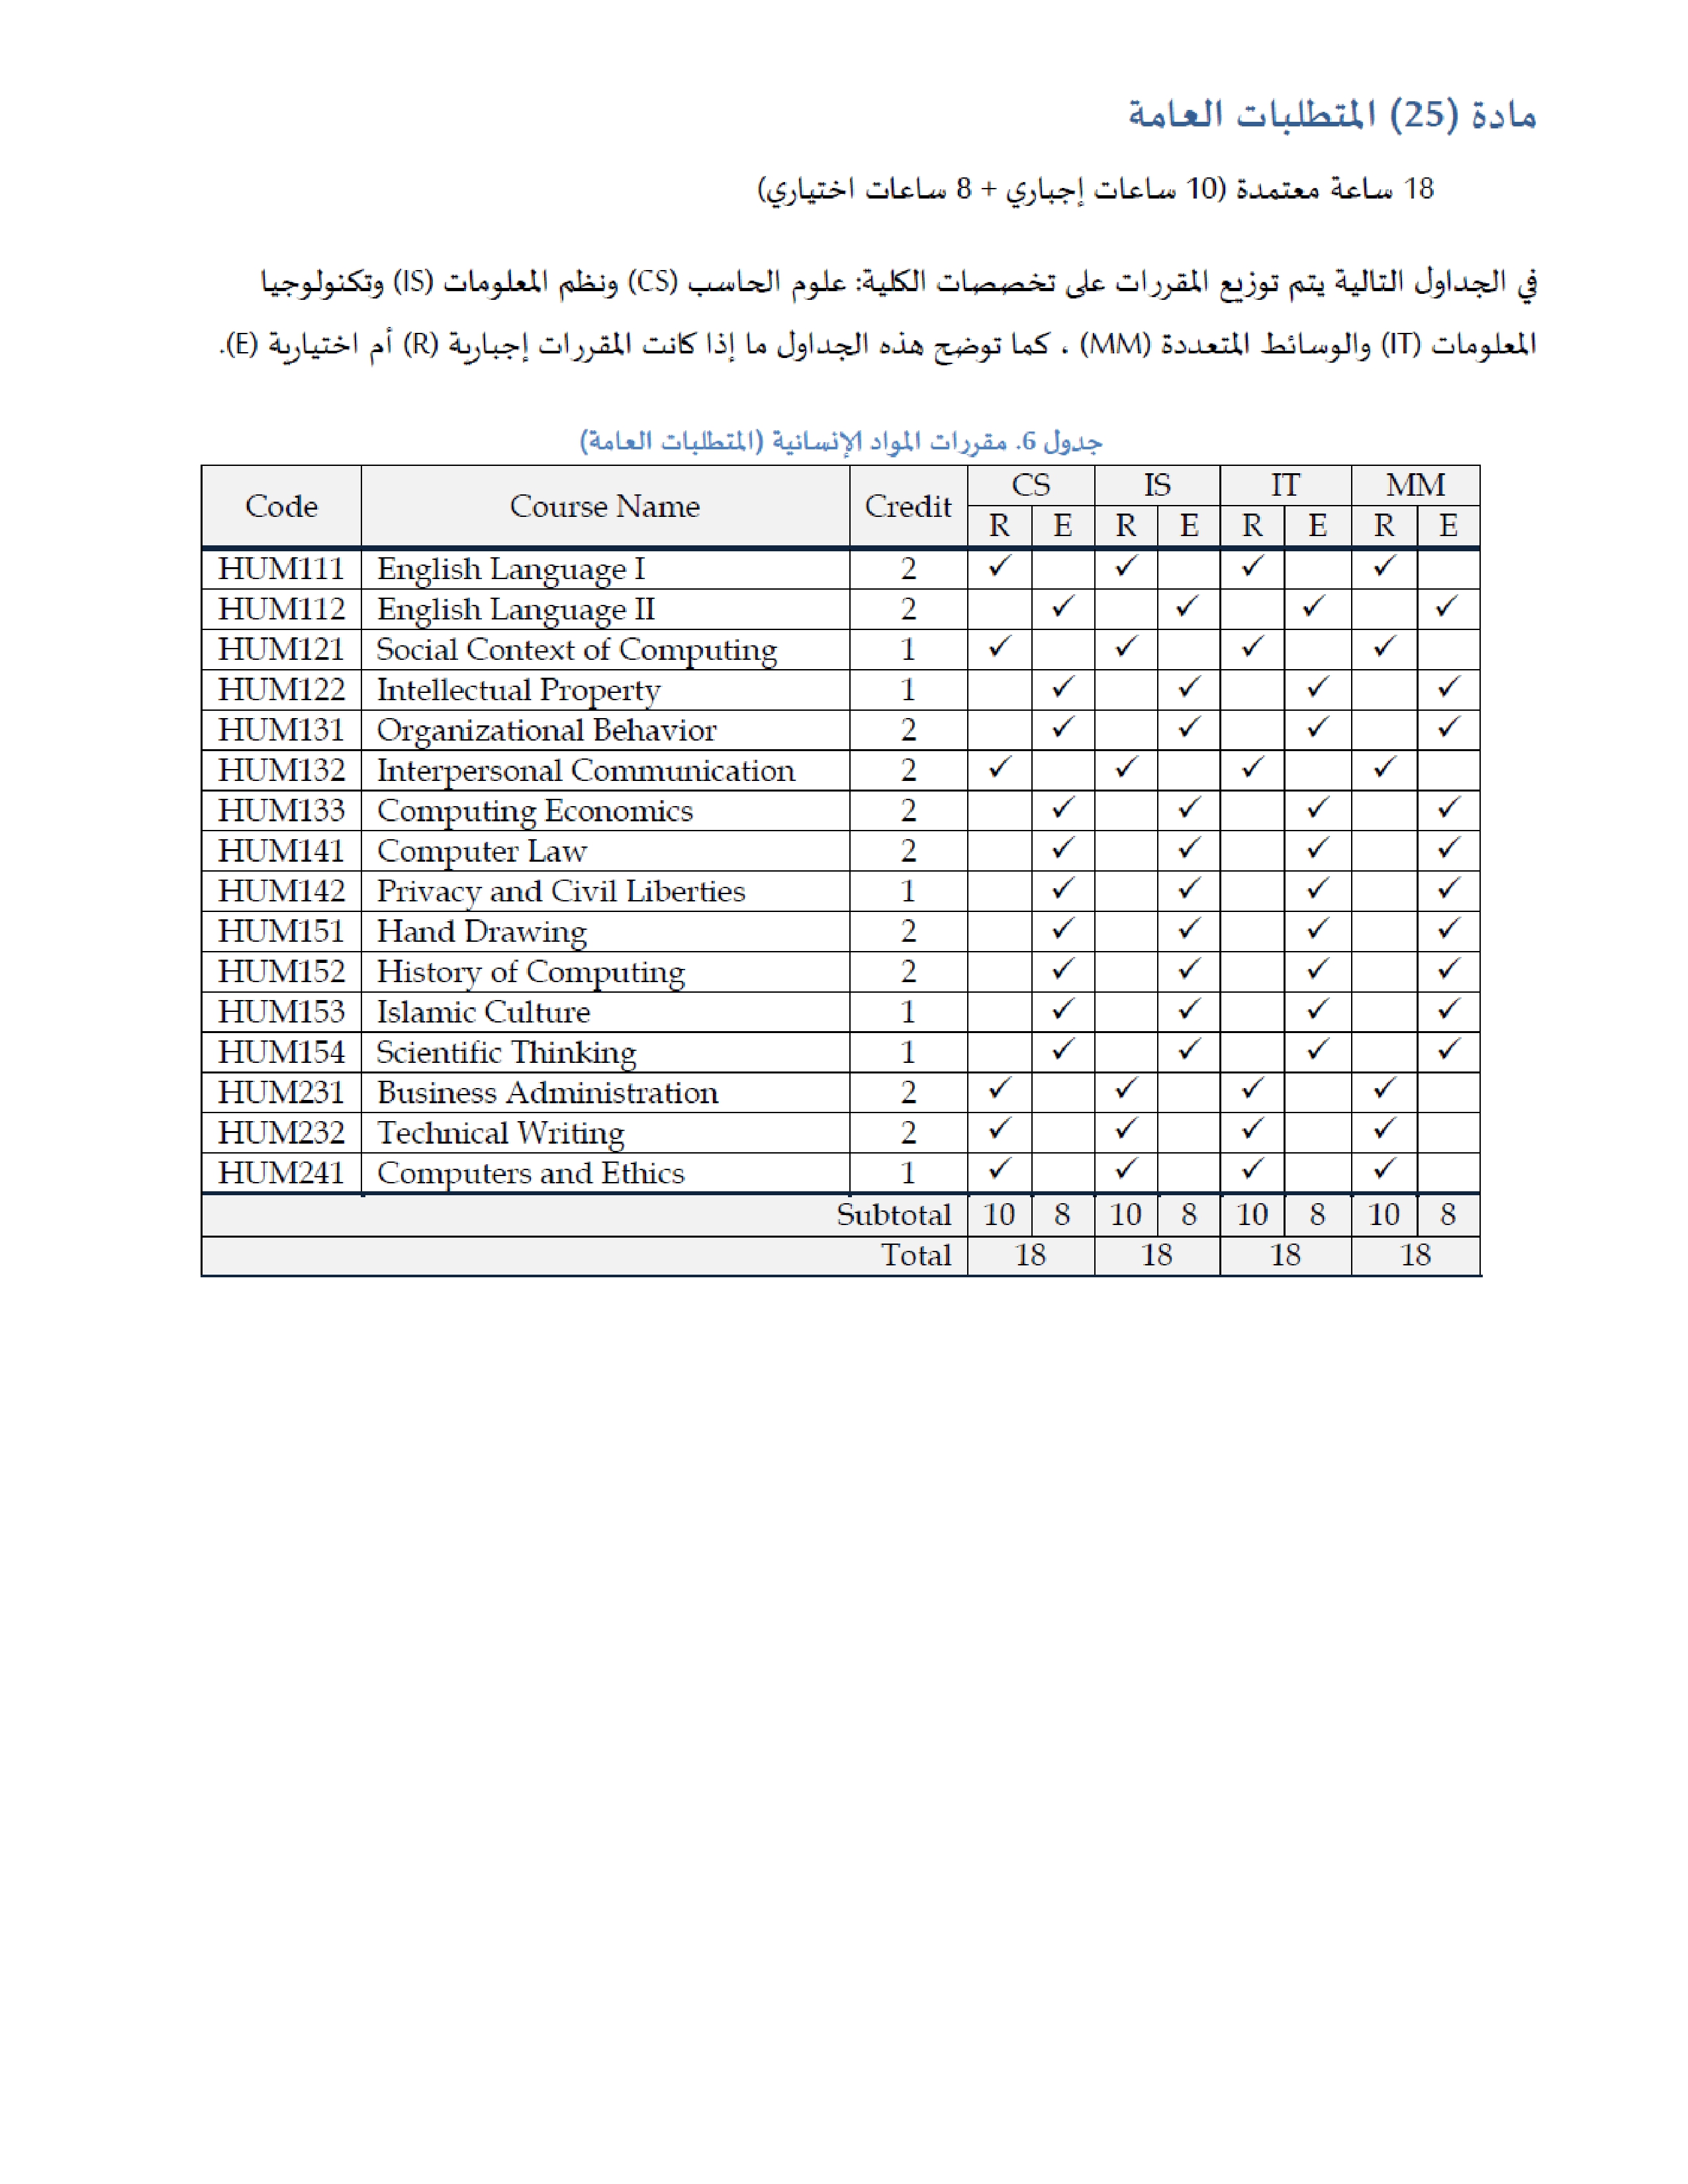 مادة (25) المتطلبات العامة
18 ساعة معتمدة (10 ساعات إجباري + 8 ساعات اختياري)
في الجداول التالية يتم توزيع المقررات على تخصصات الكلية: علوم الحاسب (CS) ونظم المعلومات (IS) وتكنولوجيا
المعلومات (IT) والوسائط المتعددة (MM) ، كما توضح هذه الجداول ما إذا كانت المقررات إجبارية (R) أم اختيارية (E).
جدول 6. مقررات المواد الإنسانية (المتطلبات العامة)
Code Course Name Credit CS IS IT MM
R E R E R E R E
HUM111 English Language I 2 ✓ ✓ ✓ ✓
HUM112 English Language II 2 ✓ ✓ ✓ ✓
HUM121 Social Context of Computing 1 ✓ ✓ ✓ ✓
HUM122 Intellectual Property 1 ✓ ✓ ✓ ✓
HUM131 Organizational Behavior 2 ✓ ✓ ✓ ✓
HUM132 Interpersonal Communication 2 ✓ ✓ ✓ ✓
HUM133 Computing Economics 2 ✓ ✓ ✓ ✓
HUM141 Computer Law 2 ✓ ✓ ✓ ✓
HUM142 Privacy and Civil Liberties 1 ✓ ✓ ✓ ✓
HUM151 Hand Drawing 2 ✓ ✓ ✓ ✓
HUM152 History of Computing 2 ✓ ✓ ✓ ✓
HUM153 Islamic Culture 1 ✓ ✓ ✓ ✓
HUM154 Scientific Thinking 1 ✓ ✓ ✓ ✓
HUM231 Business Administration 2 ✓ ✓ ✓ ✓
HUM232 Technical Writing 2 ✓ ✓ ✓ ✓
HUM241 Computers and Ethics 1 ✓ ✓ ✓ ✓
Subtotal 10 8 10 8 10 8 10 8
Total 18 18 18 18